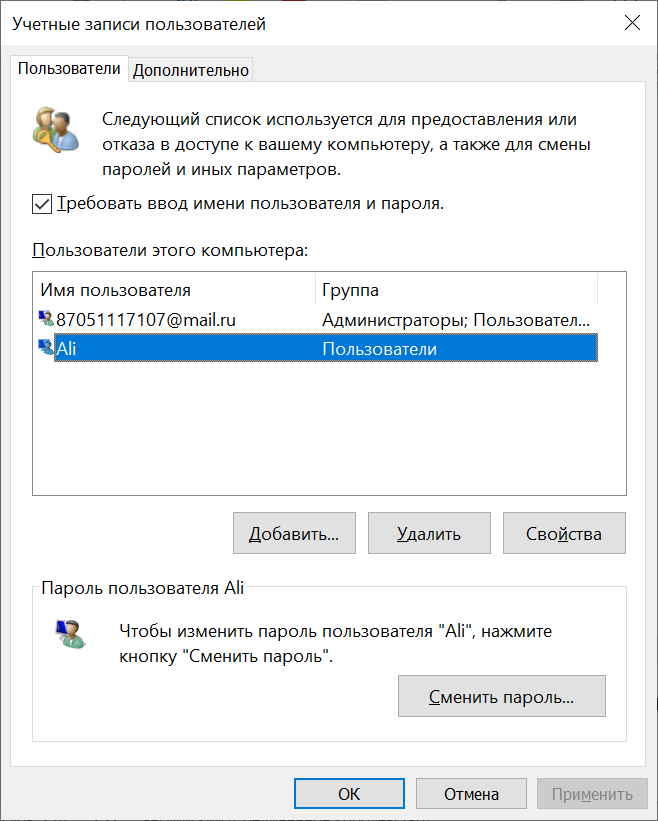 Учетные записи пользователей
Пользователи
Дополнительно
Следующий список используется для предоставления или
отказа в доступе к вашему компьютеру, а также для смены
паролей и иных параметров.
Требовать ввод имени пользователя и пароля.
Пользователи этого компьютера:
Имя пользователя Группа
87051117107@mail.ru Администраторы; Пользовател...
Ali Пользователи
Добавить... Удалить Свойства
Пароль пользователя Ali
Чтобы изменить пароль пользователя "Ali", нажмите
кнопку "Сменить пароль".
Сменить пароль...
ОК Отмена Применить